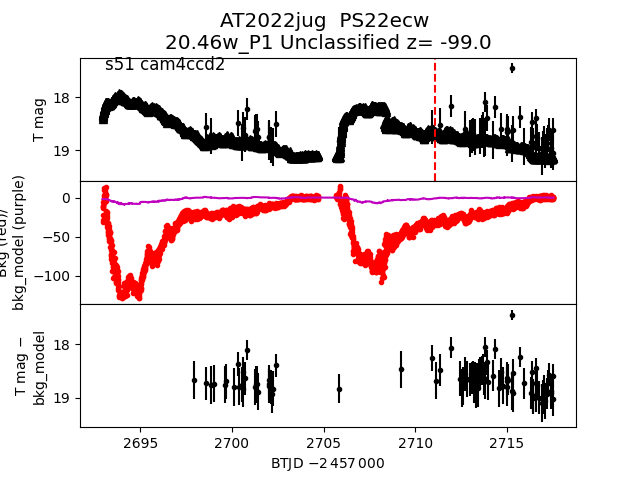 AT2022jug PS22ecw
20.46w_P1 Unclassified z= -99.0
s51 cam4ccd2
T mag
18
19
Bkg (red)/
bkg_model (purple)
0
−50
−100
T mag −
bkg_model
18
19
2695 2700 2705 2710 2715
BTJD −2 457 000